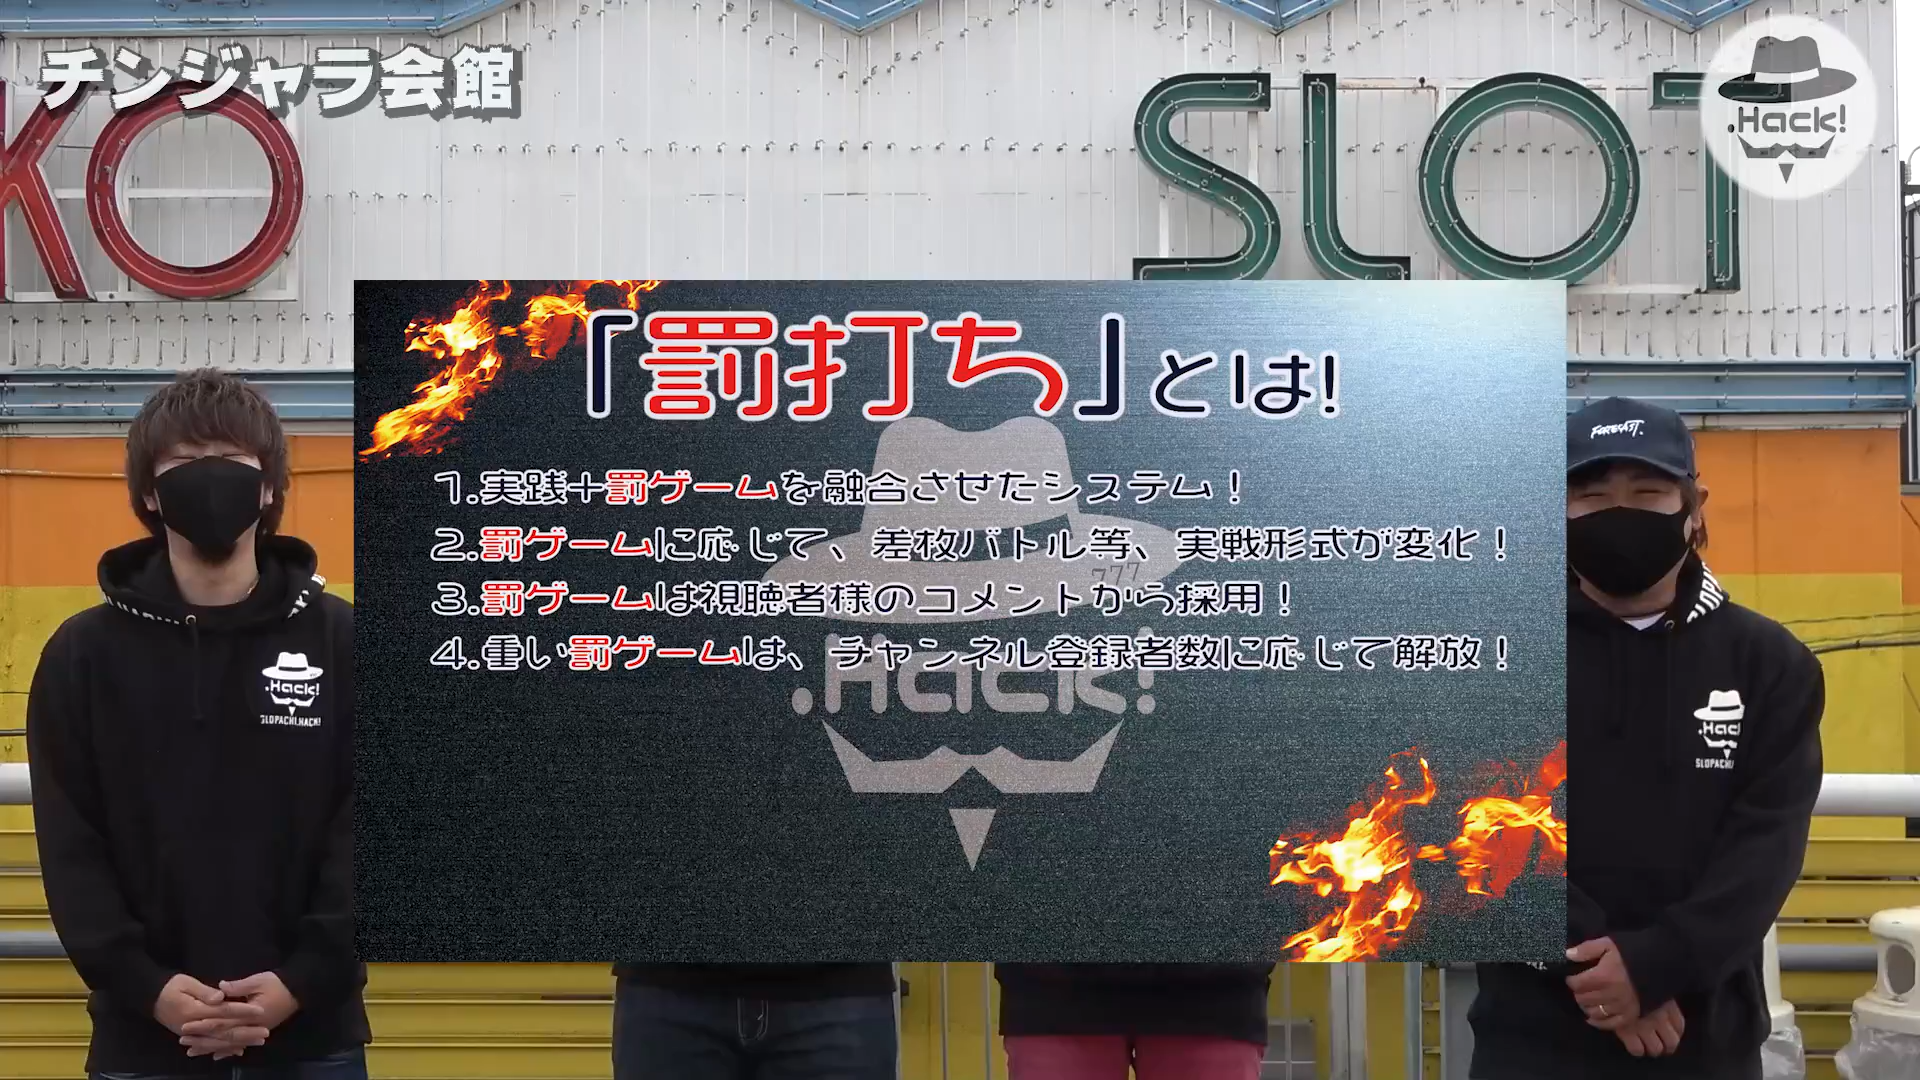 チンジャラ会館
KO
SLOT
.Hack!
「罰打ち」とは!
1.実践+罰ゲームを融合させたシステム！
2.罰ゲームに応じて、差枚バトル等、実戦形式が変化！
777
3.罰ゲームは視聴者様のコメントから採用！
4.重い罰ゲームは、チャンネル登録者数に応じて解放！
.Hack!
FORECAST.
.Hack!
SLOPACHI.HACK!
.Hack
SLOPACHI